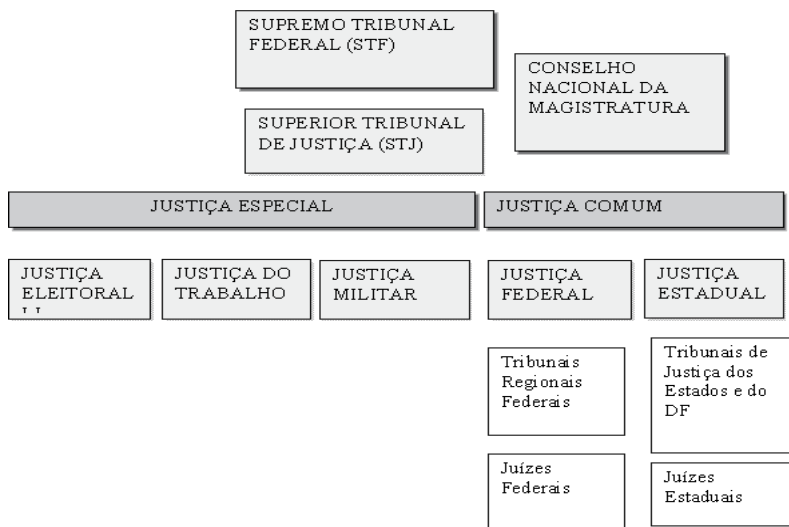 SUPREMO TRIBUNAL
FEDERAL (STF)
CONSELHO
NACIONAL DA
MAGISTRATURA
SUPERIOR TRIBUNAL
DE JUSTIÇA (STJ)
JUSTIÇA ESPECIAL
JUSTIÇA COMUM
JUSTIÇA
ELEITORAL
JUSTIÇA DO
TRABALHO
JUSTIÇA
MILITAR
JUSTIÇA
FEDERAL
JUSTIÇA
ESTADUAL
Tribunais
Regionais
Federais
Tribunais de
Justiça dos
Estados e do
DF
Juízes
Federais
Juízes
Estaduais